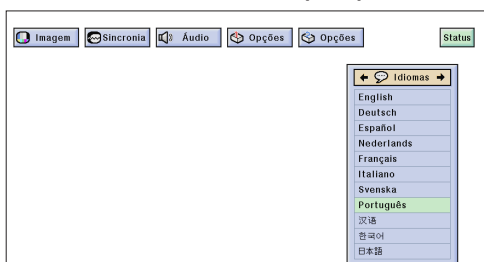 Imagem Sincronia Áudio Opções Opções Status
Idiomas
English
Deutsch
Español
Nederlands
Français
Italiano
Svenska
Português
汉语
한국어
日本語